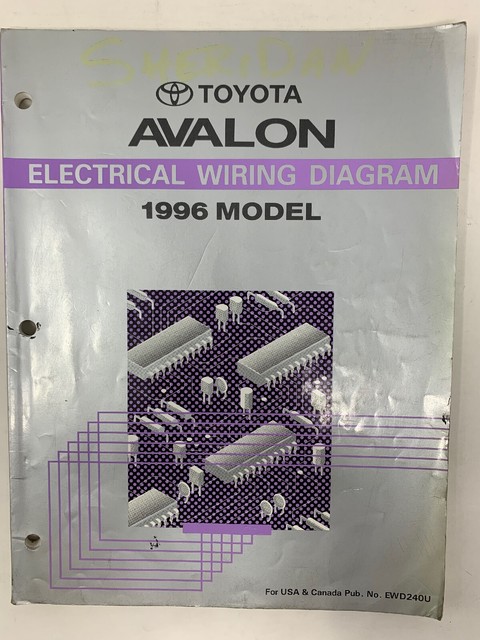 SHERIDAN
TOYOTA
AVALON
ELECTRICAL WIRING DIAGRAM
1996 MODEL
For USA & Canada Pub. No. EWD240U